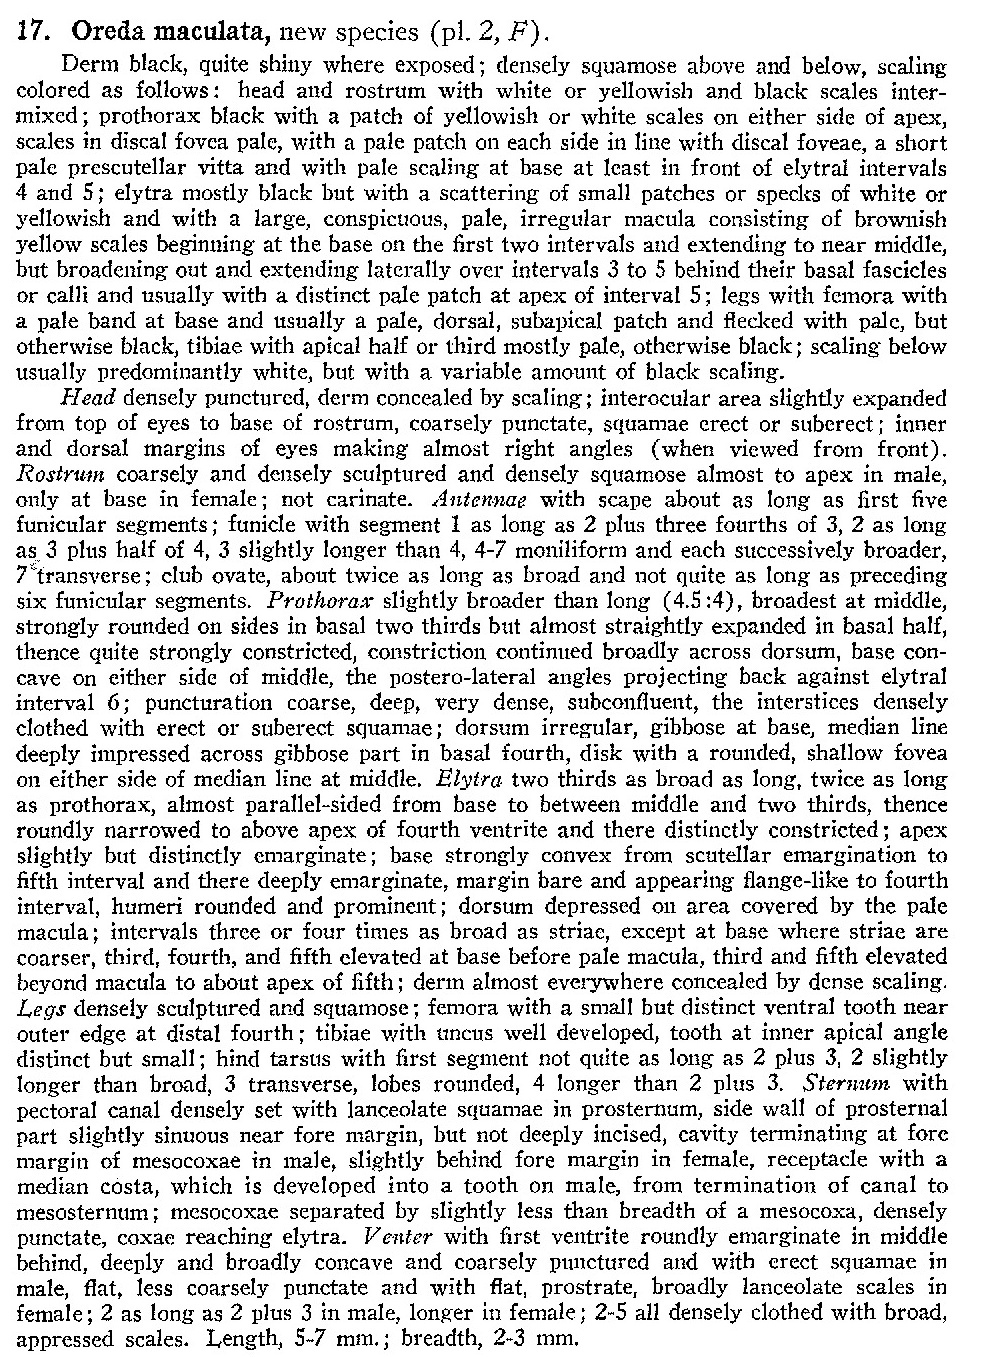 17. Oreda maculata, new species (pl. 2, F).
Derm black, quite shiny where exposed; densely squamose above and below, scaling
colored as follows: head and rostrum with white or yellowish and black scales inter-
mixed; prothorax black with a patch of yellowish or white scales on either side of apex,
scales in discal fovea pale, with a pale patch on each side in line with discal foveae, a short
pale prescutellar vitta and with pale scaling at base at least in front of elytral intervals
4 and 5; elytra mostly black but with a scattering of small patches or specks of white or
yellowish and with a large, conspicuous, pale, irregular macula consisting of brownish
yellow scales beginning at the base on the first two intervals and extending to near middle,
but broadening out and extending laterally over intervals 3 to 5 behind their basal fascicles
or calli and usually with a distinct pale patch at apex of interval 5; legs with femora with
a pale band at base and usually a pale, dorsal, subapical patch and flecked with pale, but
otherwise black, tibiae with apical half or third mostly pale, otherwise black; scaling below
usually predominantly white, but with a variable amount of black scaling.
Head densely punctured, derm concealed by scaling; interocular area slightly expanded
from top of eyes to base of rostrum, coarsely punctate, squamae erect or suberect; inner
and dorsal margins of eyes making almost right angles (when viewed from front).
Rostrum coarsely and densely sculptured and densely squamose almost to apex in male,
only at base in female; not carinate. Antennae with scape about as long as first five
funicular segments; funicle with segment 1 as long as 2 plus three fourths of 3, 2 as long
as 3 plus half of 4, 3 slightly longer than 4, 4-7 moniliform and each successively broader,
7 transverse; club ovate, about twice as long as broad and not quite as long as preceding
six funicular segments. Prothorax slightly broader than long (4.5:4), broadest at middle,
strongly rounded on sides in basal two thirds but almost straightly expanded in basal half,
thence quite strongly constricted, constriction continued broadly across dorsum, base con-
cave on either side of middle, the postero-lateral angles projecting back against elytral
interval 6; puncturation coarse, deep, very dense, subconfluent, the interstices densely
clothed with erect or suberect squamae; dorsum irregular, gibbose at base, median line
deeply impressed across gibbose part in basal fourth, disk with a rounded, shallow fovea
on either side of median line at middle. Elytra two thirds as broad as long, twice as long
as prothorax, almost parallel-sided from base to between middle and two thirds, thence
roundly narrowed to above apex of fourth ventrite and there distinctly constricted; apex
slightly but distinctly emarginate; base strongly convex from scutellar emargination to
fifth interval and there deeply emarginate, margin bare and appearing flange-like to fourth
interval, humeri rounded and prominent; dorsum depressed on area covered by the pale
macula; intervals three or four times as broad as striae, except at base where striae are
coarser, third, fourth, and fifth elevated at base before pale macula, third and fifth elevated
beyond macula to about apex of fifth; derm almost everywhere concealed by dense scaling.
Legs densely sculptured and squamose; femora with a small but distinct ventral tooth near
outer edge at distal fourth; tibiae with uncus well developed, tooth at inner apical angle
distinct but small; hind tarsus with first segment not quite as long as 2 plus 3, 2 slightly
longer than broad, 3 transverse, lobes rounded, 4 longer than 2 plus 3. Sternum with
pectoral canal densely set with lanceolate squamae in prosternum, side wall of prosternal
part slightly sinuous near fore margin, but not deeply incised, cavity terminating at fore
margin of mesocoxae in male, slightly behind fore margin in female, receptacle with a
median costa, which is developed into a tooth on male, from termination of canal to
mesosternum; mesocoxae separated by slightly less than breadth of a mesocoxa, densely
punctate, coxae reaching elytra. Venter with first ventrite roundly emarginate in middle
behind, deeply and broadly concave and coarsely punctured and with erect squamae in
male, flat, less coarsely punctate and with flat, prostrate, broadly lanceolate scales in
female; 2 as long as 2 plus 3 in male, longer in female; 2-5 all densely clothed with broad,
appressed scales. Length, 5-7 mm.; breadth, 2-3 mm.